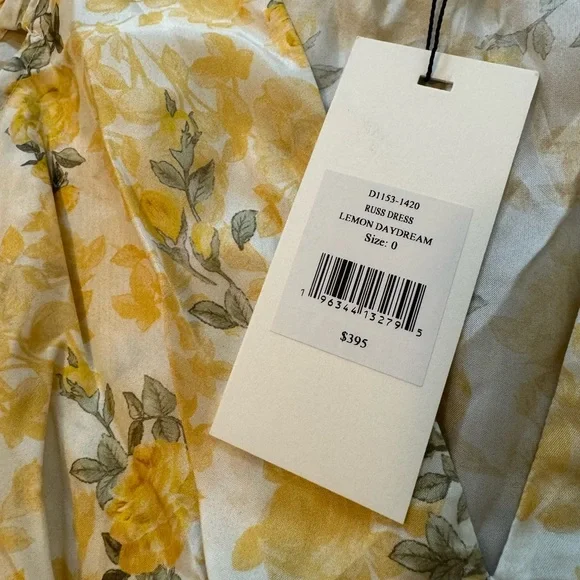 D1153-1420
RUSS DRESS
LEMON DAYDREAM
Size: 0
1 96344 13279 5
$395